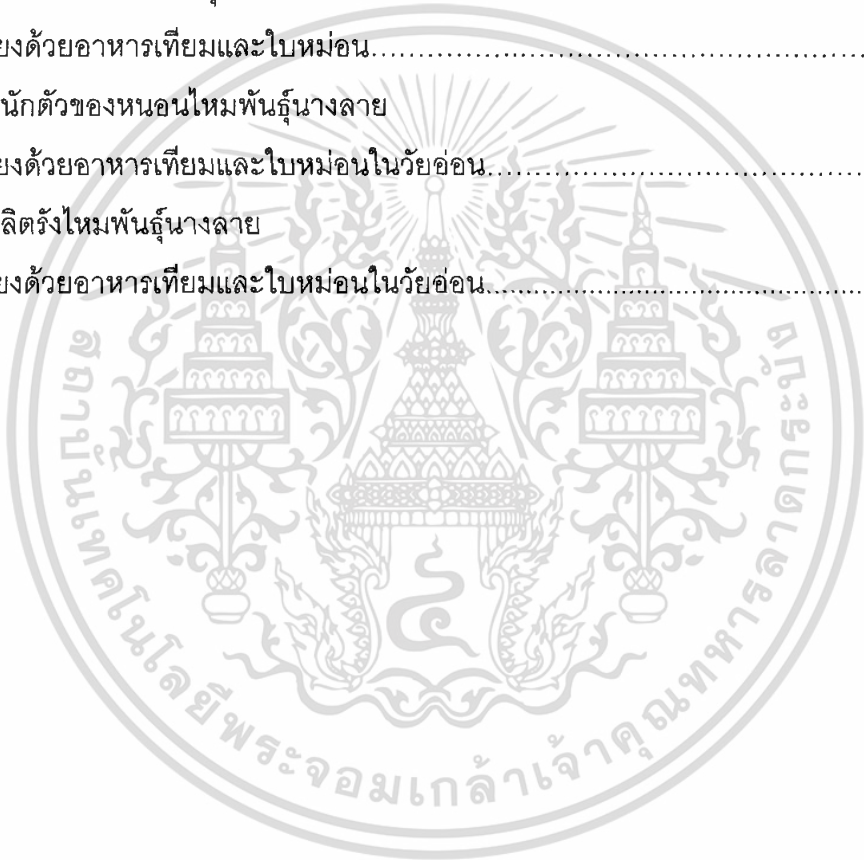 ยงด้วยอาหารเทียมและใบหม่อน
นักตัวของหนอนไหมพันธุ์นางลาย
ยงด้วยอาหารเทียมและใบหม่อนในวัยอ่อน
ลิตรังไหมพันธุ์นางลาย
ยงด้วยอาหารเทียมและใบหม่อนในวัยอ่อน
สถาบันเทคโนโลยีพระจอมเกล้าเจ้าคุณทหารลาดกระบัง